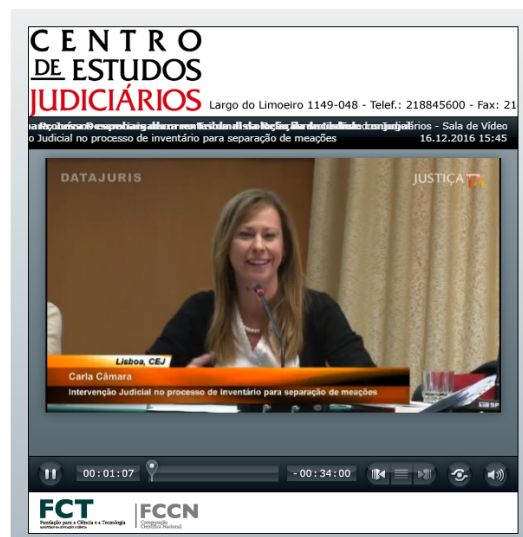 CENTRO
DE ESTUDOS
JUDICIÁRIOS
Largo do Limoeiro 1149-048 - Telef.: 218845600 - Fax: 21
rios - Sala de Vídeo
o Judicial no processo de inventário para separação de meações
16.12.2016 15:45
DATAJURIS
JUSTIÇA TV
Lisboa, CEJ
Carla Câmara
Intervenção Judicial no processo de inventário para separação de meações
00:01:07
-00:34:00
FCT
Fundação para a Ciência e a Tecnologia
FCCN
Computação
Científica Nacional